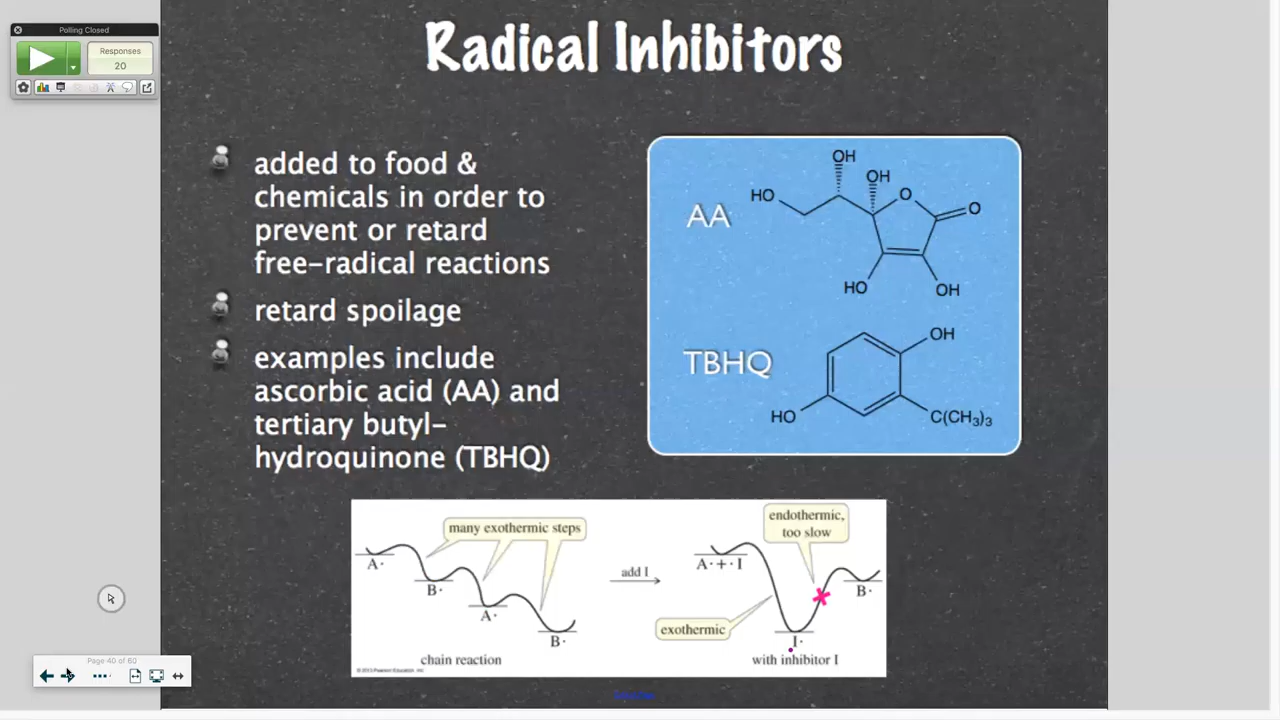 Polling Closed
Responses
20
Radical Inhibitors
added to food &
chemicals in order to
prevent or retard
free-radical reactions
retard spoilage
examples include
ascorbic acid (AA) and
tertiary butyl-
hydroquinone (TBHQ)
AA
OH
OH
HO
O
O
HO
OH
TBHQ
OH
HO
C(CH₃)₃
many exothermic steps
A·
B·
A·
B·
chain reaction
add I
endothermic,
too slow
A· + · I
B·
exothermic
I·
with inhibitor I
Page 40 of 60